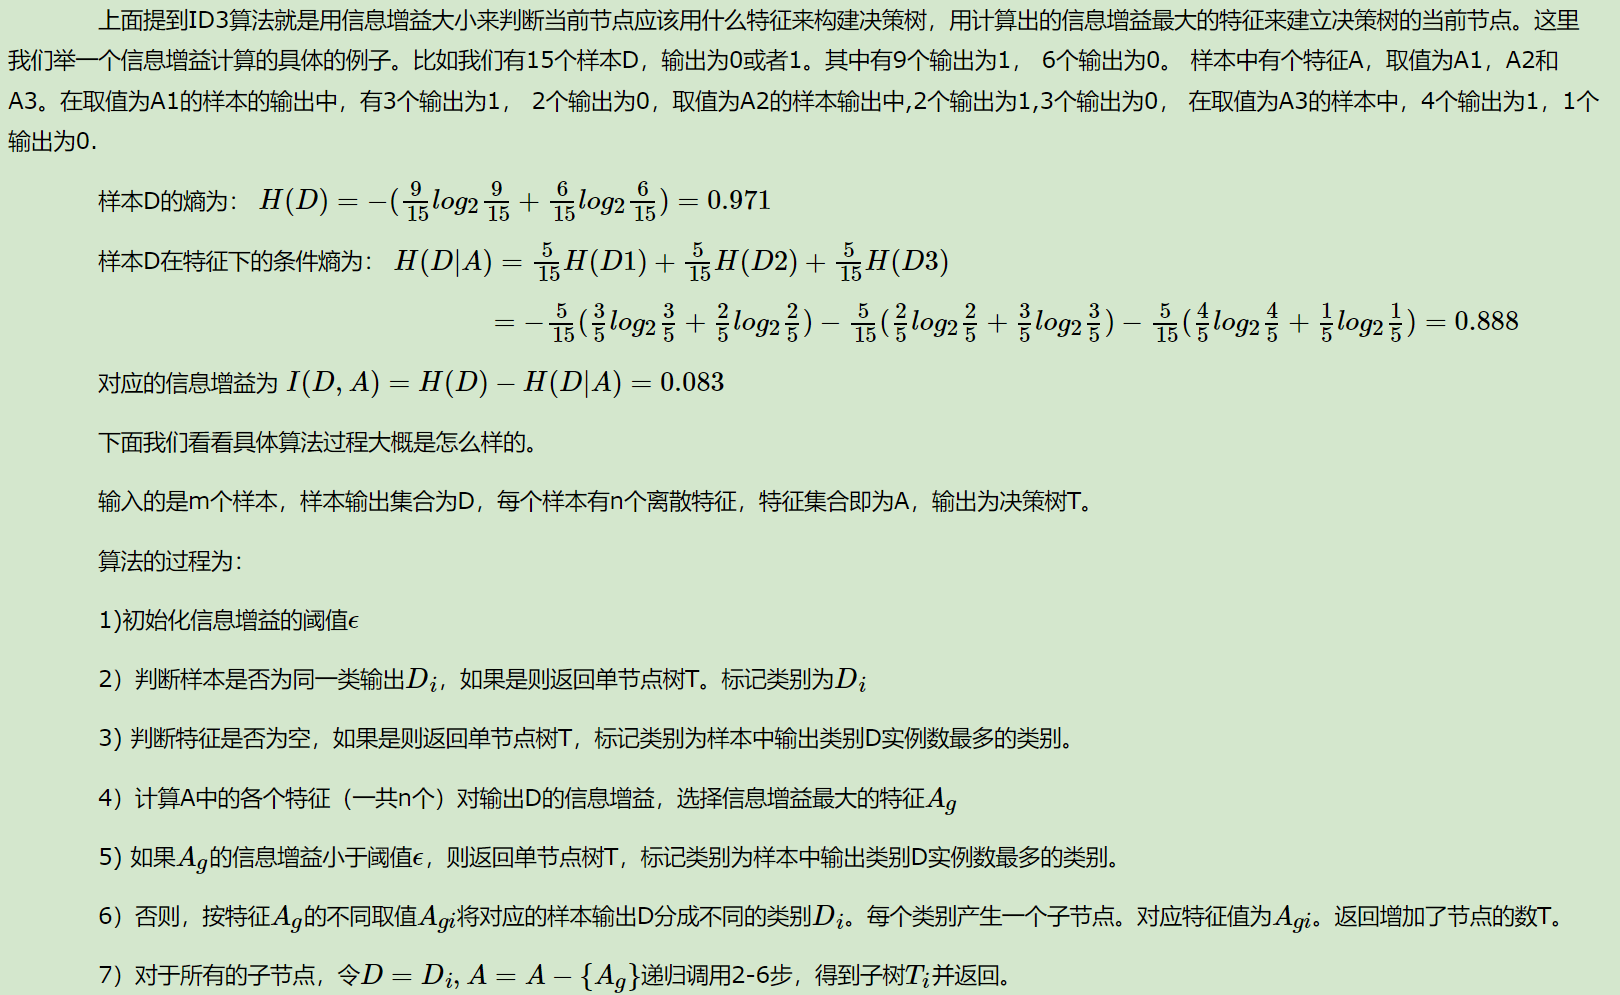 上面提到ID3算法就是用信息增益大小来判断当前节点应该用什么特征来构建决策树，用计算出的信息增益最大的特征来建立决策树的当前节点。这里
我们举一个信息增益计算的具体的例子。比如我们有15个样本D，输出为0或者1。其中有9个输出为1， 6个输出为0。 样本中有个特征A，取值为A1，A2和
A3。在取值为A1的样本的输出中，有3个输出为1， 2个输出为0，取值为A2的样本输出中,2个输出为1,3个输出为0， 在取值为A3的样本中，4个输出为1，1个
输出为0.
样本D的熵为： $H(D) = -(\frac{9}{15}log_2\frac{9}{15} + \frac{6}{15}log_2\frac{6}{15}) = 0.971$
样本D在特征下的条件熵为： $H(D|A) = \frac{5}{15}H(D1) + \frac{5}{15}H(D2) + \frac{5}{15}H(D3)$
$= -\frac{5}{15}(\frac{3}{5}log_2\frac{3}{5} + \frac{2}{5}log_2\frac{2}{5}) - \frac{5}{15}(\frac{2}{5}log_2\frac{2}{5} + \frac{3}{5}log_2\frac{3}{5}) - \frac{5}{15}(\frac{4}{5}log_2\frac{4}{5} + \frac{1}{5}log_2\frac{1}{5}) = 0.888$
对应的信息增益为 $I(D, A) = H(D) - H(D|A) = 0.083$
下面我们看看具体算法过程大概是怎么样的。
输入的是m个样本，样本输出集合为D，每个样本有n个离散特征，特征集合即为A，输出为决策树T。
算法的过程为：
1)初始化信息增益的阈值$\epsilon$
2）判断样本是否为同一类输出$D_i$，如果是则返回单节点树T。标记类别为$D_i$
3) 判断特征是否为空，如果是则返回单节点树T，标记类别为样本中输出类别D实例数最多的类别。
4）计算A中的各个特征（一共n个）对输出D的信息增益，选择信息增益最大的特征$A_g$
5) 如果$A_g$的信息增益小于阈值$\epsilon$，则返回单节点树T，标记类别为样本中输出类别D实例数最多的类别。
6）否则，按特征$A_g$的不同取值$A_{gi}$将对应的样本输出D分成不同的类别$D_i$。每个类别产生一个子节点。对应特征值为$A_{gi}$。返回增加了节点的数T。
7）对于所有的子节点，令$D = D_i, A = A - \{A_g\}$递归调用2-6步，得到子树$T_i$并返回。